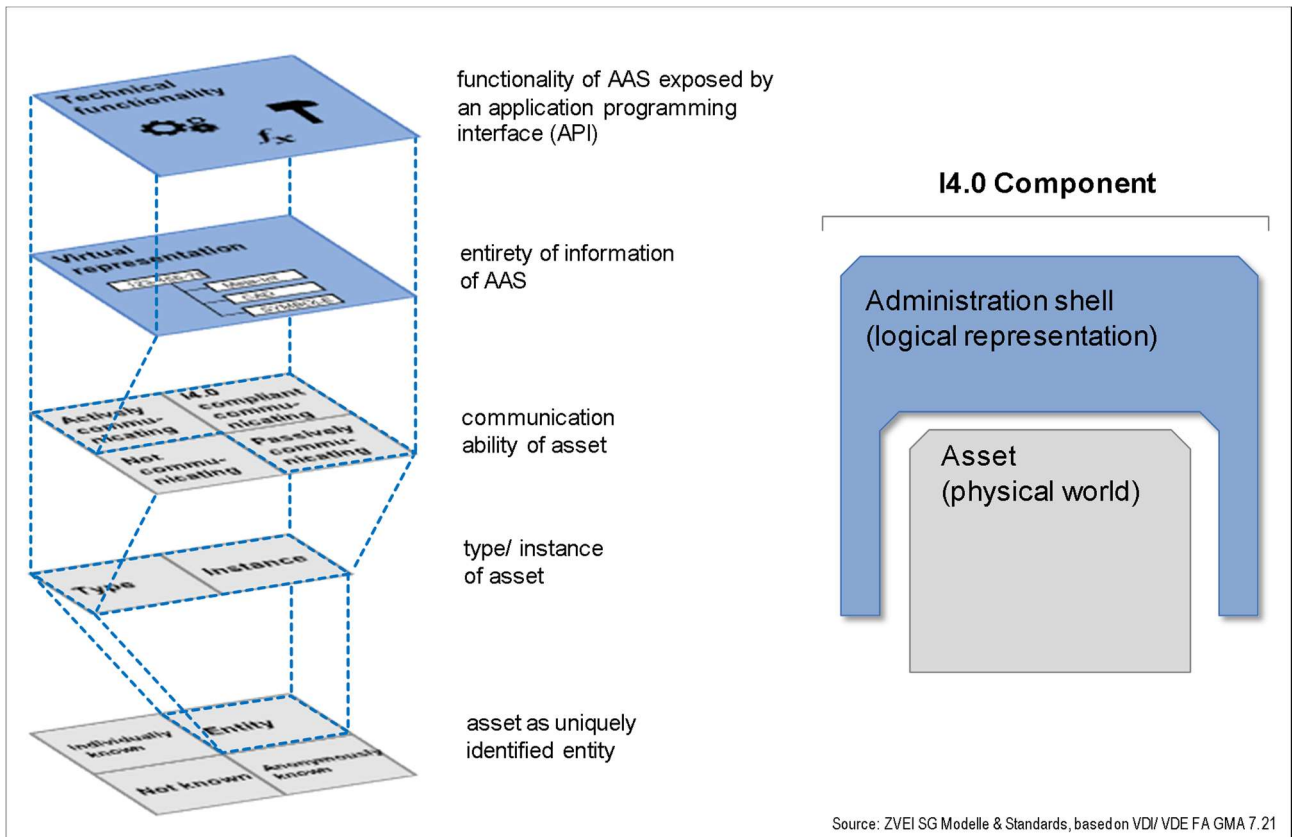 Technical
functionality
fx
functionality of AAS exposed by
an application programming
interface (API)
Virtual
representation
CAD
entirety of information
of AAS
Actively
commu-
nicating
I4.0
compliant
commu-
nicating
Not
commu-
nicating
Passively
commu-
nicating
communication
ability of asset
Type
Instance
type/ instance
of asset
Individually
known
Entity
Not known
Anonymously
known
asset as uniquely
identified entity
I4.0 Component
Administration shell
(logical representation)
Asset
(physical world)
Source: ZVEI SG Modelle & Standards, based on VDI/ VDE FA GMA 7.21